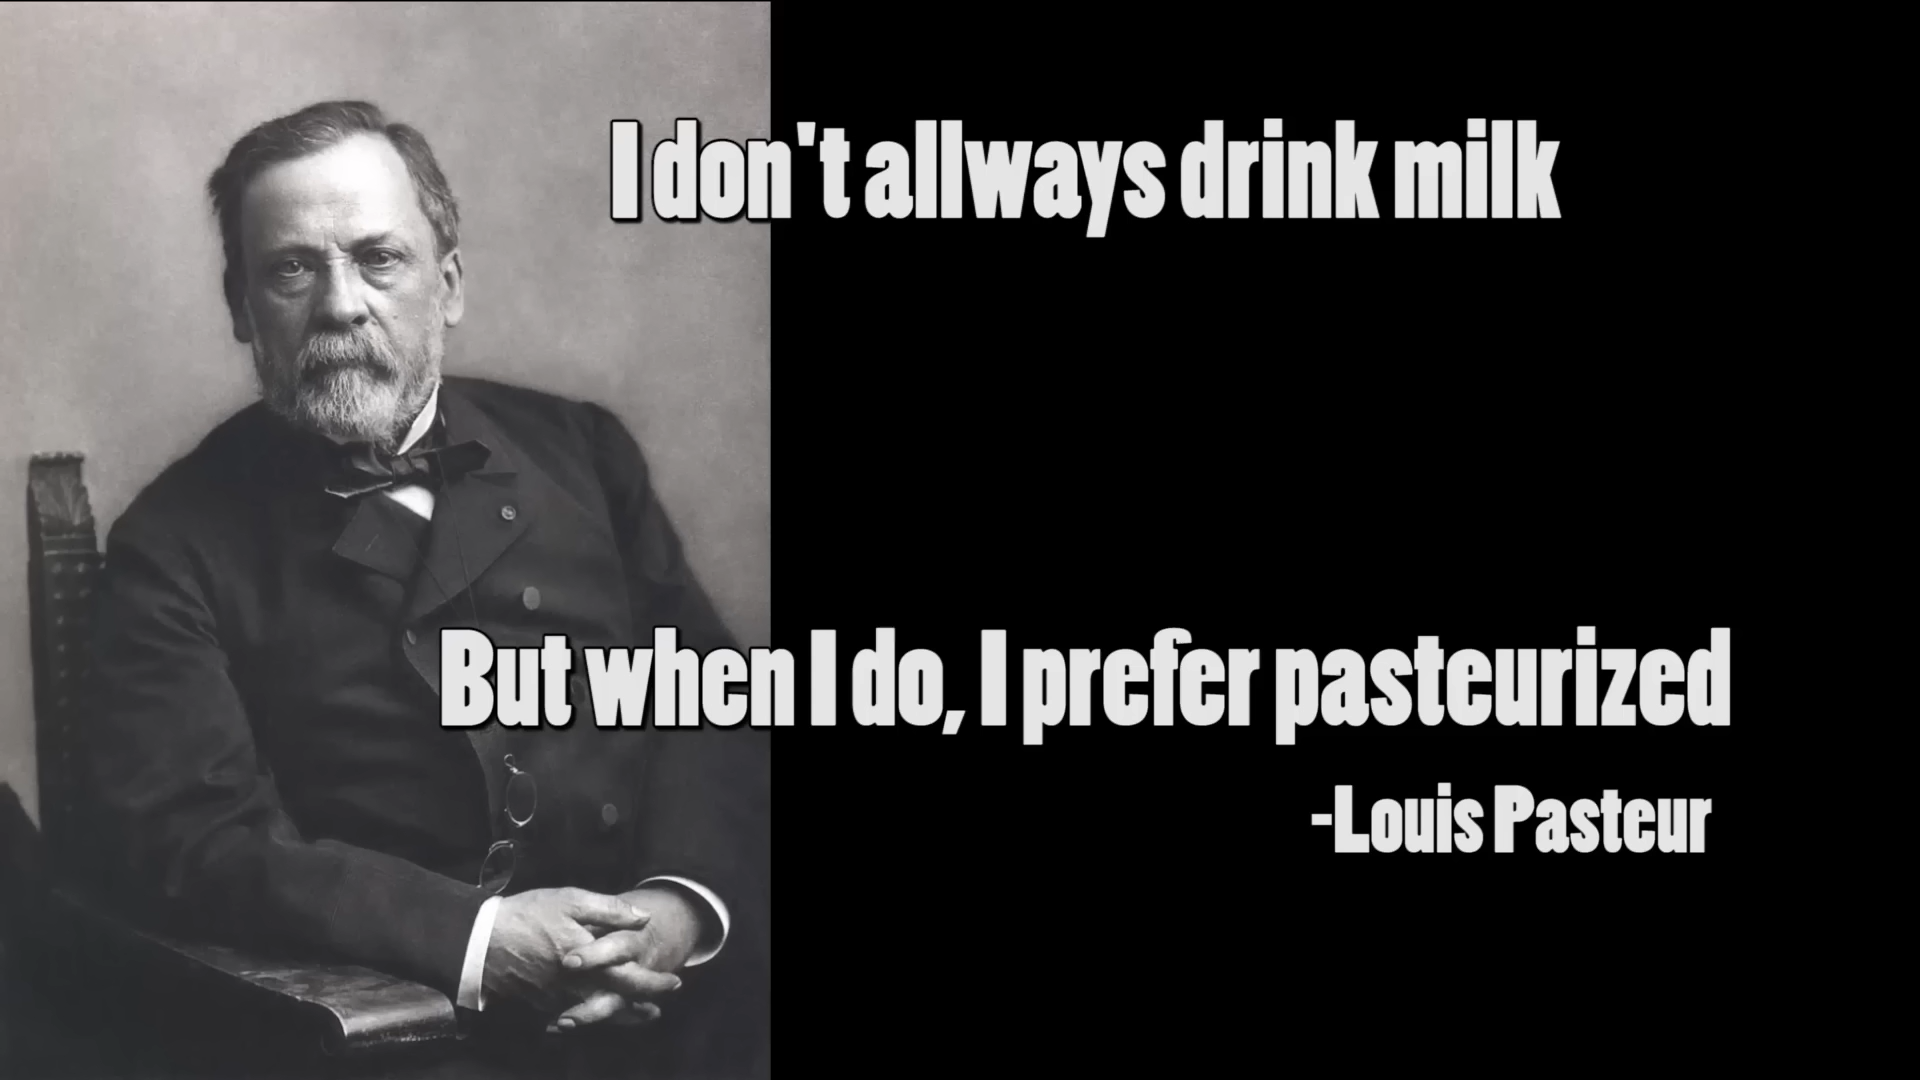 I don't allways drink milk
But when I do, I prefer pasteurized
-Louis Pasteur